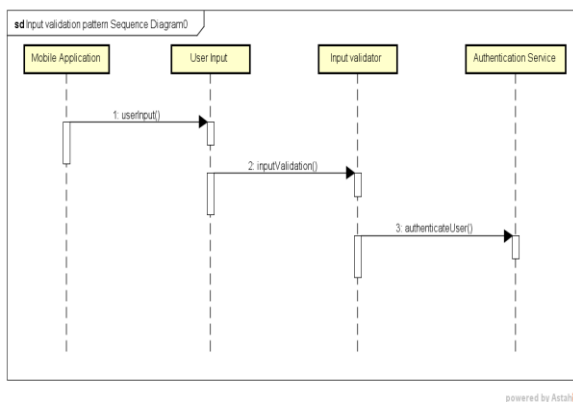 sd Input validation pattern Sequence Diagram0
Mobile Application
User Input
Input validator
Authentication Service
1: userInput()
2: inputValidation()
3: authenticateUser()
powered by Astah